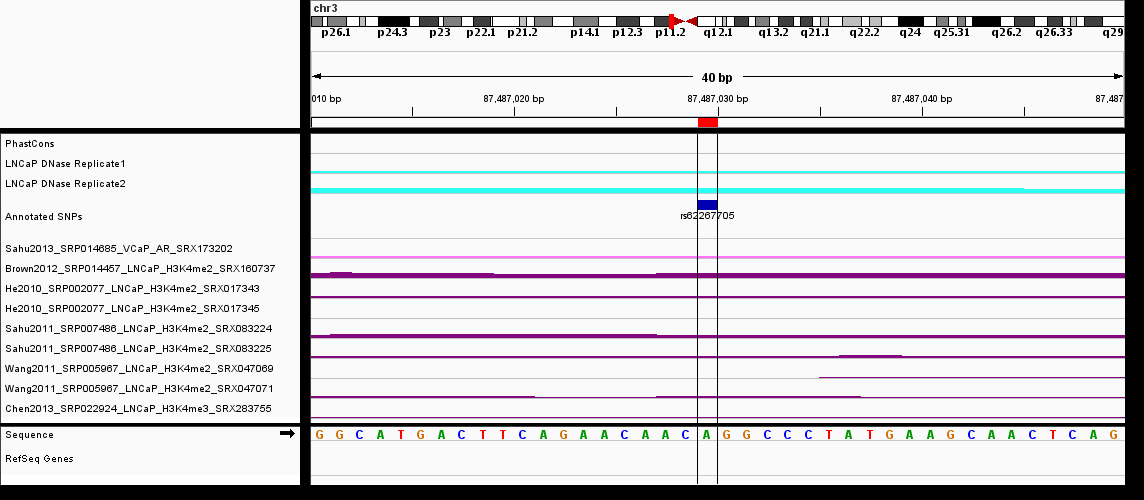 chr3
p26.1 p24.3 p23 p22.1 p21.2 p14.1 p12.3 p11.2 q12.1 q13.2 q21.1 q22.2 q24 q25.31 q26.2 q26.33 q29
40 bp
010 bp 87,487,020 bp 87,487,030 bp 87,487,040 bp 87,487
PhastCons
LNCaP DNase Replicate1
LNCaP DNase Replicate2
Annotated SNPs
rs62267705
Sahu2013_SRP014685_VCaP_AR_SRX173202
Brown2012_SRP014457_LNCaP_H3K4me2_SRX160737
He2010_SRP002077_LNCaP_H3K4me2_SRX017343
He2010_SRP002077_LNCaP_H3K4me2_SRX017345
Sahu2011_SRP007486_LNCaP_H3K4me2_SRX083224
Sahu2011_SRP007486_LNCaP_H3K4me2_SRX083225
Wang2011_SRP005967_LNCaP_H3K4me2_SRX047069
Wang2011_SRP005967_LNCaP_H3K4me2_SRX047071
Chen2013_SRP022924_LNCaP_H3K4me3_SRX283755
Sequence G G C A T G A C T T C A G A A C A A C A G G C C C T A T G A A G C A A C T C A G
RefSeq Genes